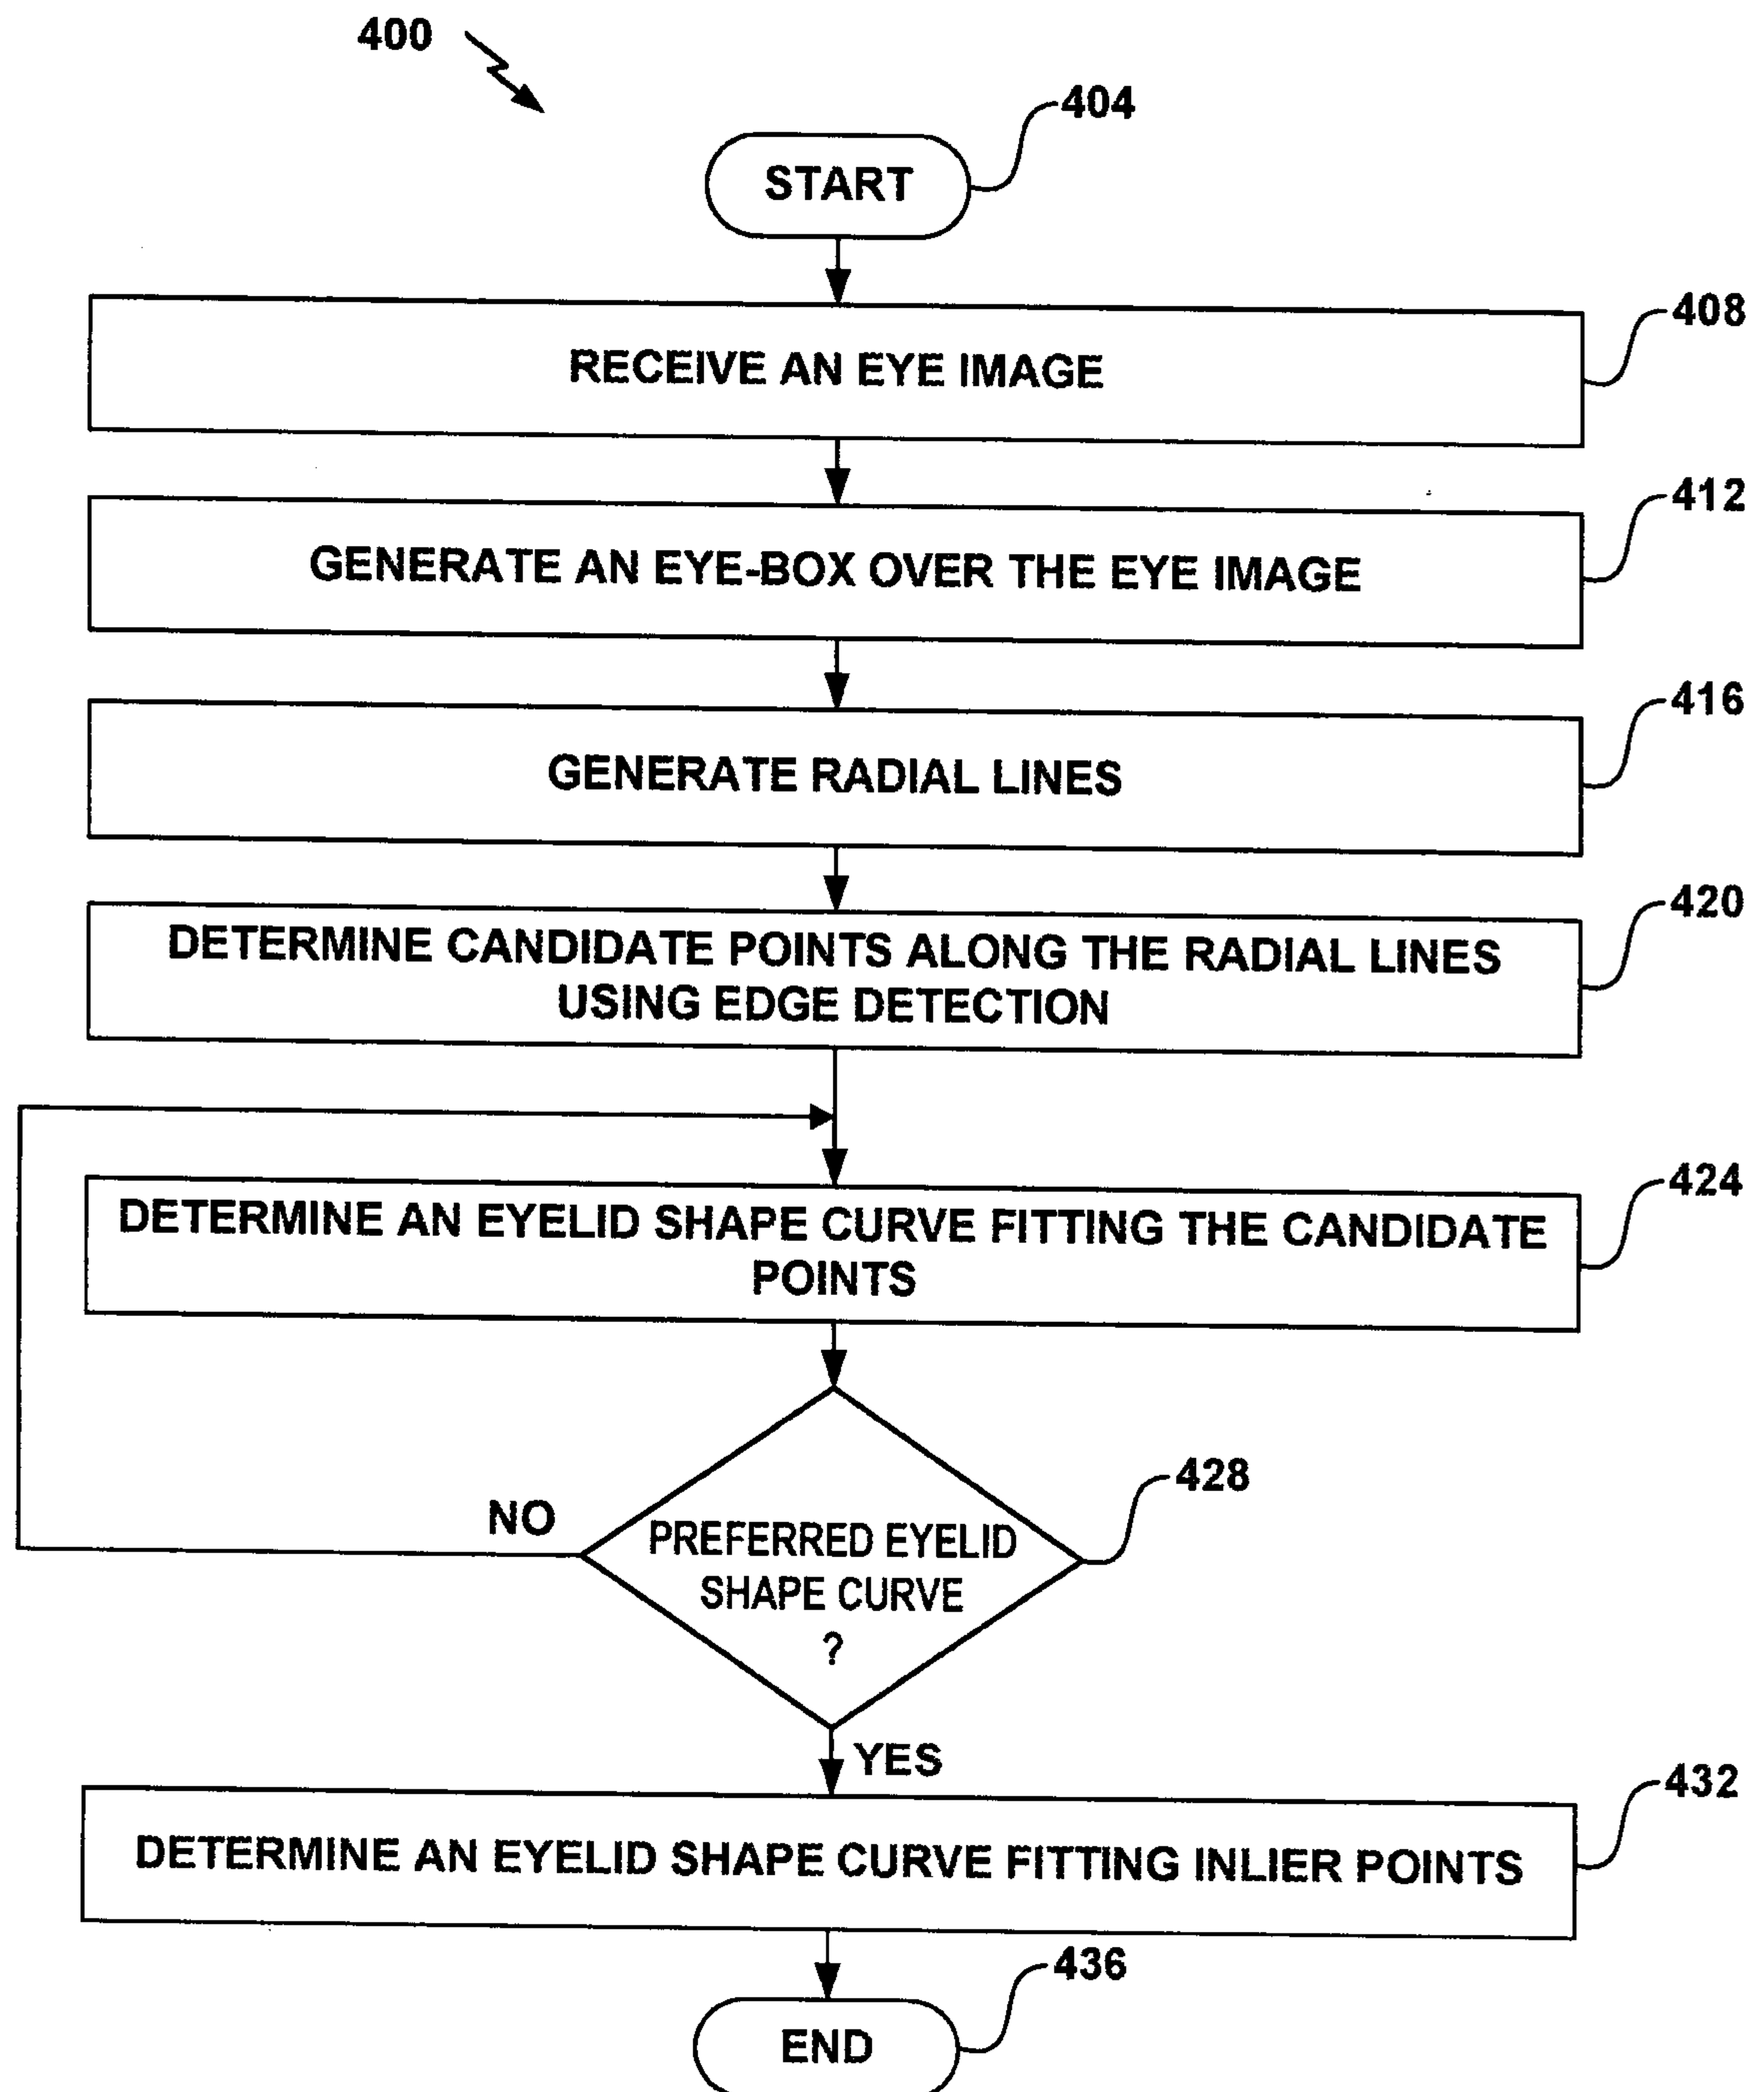 400
404
START
408
RECEIVE AN EYE IMAGE
412
GENERATE AN EYE-BOX OVER THE EYE IMAGE
416
GENERATE RADIAL LINES
420
DETERMINE CANDIDATE POINTS ALONG THE RADIAL LINES
USING EDGE DETECTION
424
DETERMINE AN EYELID SHAPE CURVE FITTING THE CANDIDATE
POINTS
428
NO
PREFERRED EYELID
SHAPE CURVE
?
YES
432
DETERMINE AN EYELID SHAPE CURVE FITTING INLIER POINTS
436
END